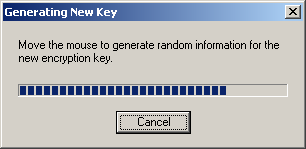 Generating New Key
Move the mouse to generate random information for the
new encryption key.
Cancel